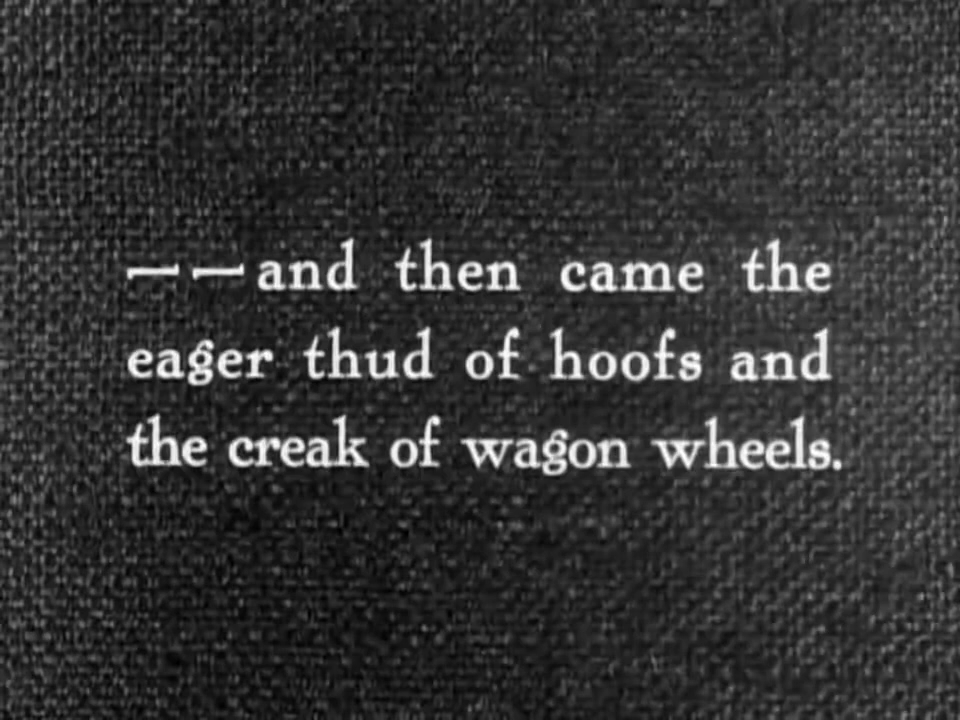 ——and then came the
eager thud of hoofs and
the creak of wagon wheels.